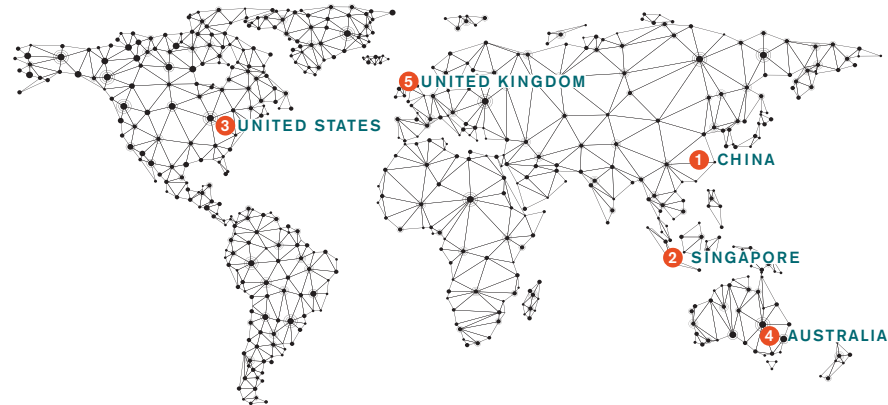 5 UNITED KINGDOM
3 UNITED STATES
1 CHINA
2 SINGAPORE
4 AUSTRALIA